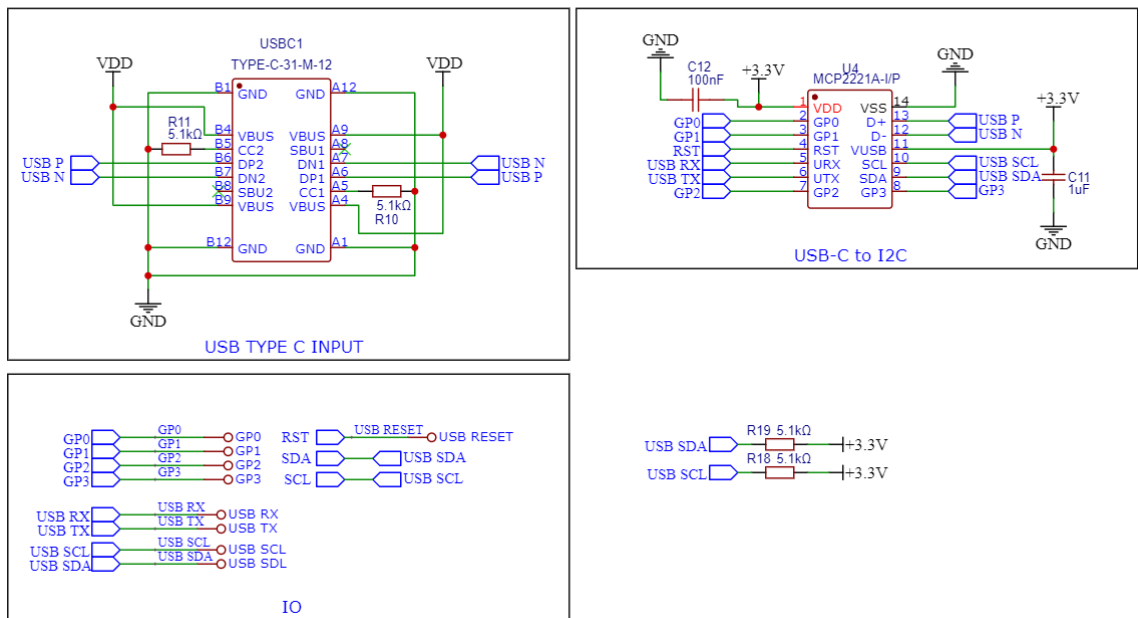 USBC1
TYPE-C-31-M-12
VDD
VDD
B1 GND GND A12
R11
5.1kΩ
B4 VBUS VBUS A9
B5 CC2 SBU1 A8
USB P B6 DP2 DN1 A7 USB N
USB N B7 DN2 DP1 A6 USB P
B8 SBU2 CC1 A5
B9 VBUS VBUS A4
5.1kΩ
R10
B12 GND GND A1
GND
USB TYPE C INPUT
GND
C12
100nF
+3.3V
U4
MCP2221A-I/P
GND
+3.3V
1 VDD VSS 14
GP0 2 GP0 D+ 13 USB P
GP1 3 GP1 D- 12 USB N
RST 4 RST VUSB 11
USB RX 5 URX SCL 10 USB SCL
USB TX 6 UTX SDA 9 USB SDA
GP2 7 GP2 GP3 8 GP3
C11
1uF
GND
USB-C to I2C
GP0 GP0 GP0
GP1 GP1 GP1
GP2 GP2 GP2
GP3 GP3 GP3
RST USB RESET USB RESET
SDA USB SDA
SCL USB SCL
USB RX USB RX USB RX
USB TX USB TX USB TX
USB SCL USB SCL USB SCL
USB SDA USB SDA USB SDL
IO
R19 5.1kΩ
USB SDA +3.3V
R18 5.1kΩ
USB SCL +3.3V